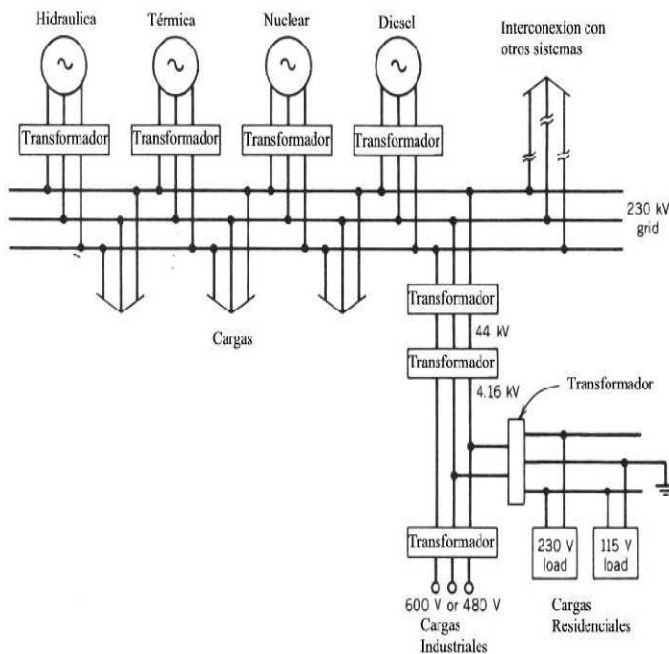 Hidraulica
Térmica
Nuclear
Diesel
Interconexion con
otros sistemas
Transformador
Transformador
Transformador
Transformador
230 kV
grid
Cargas
Transformador
44 kV
Transformador
4.16 kV
Transformador
Transformador
230 V
load
115 V
load
600 V or 480 V
Cargas
Industriales
Cargas
Residenciales